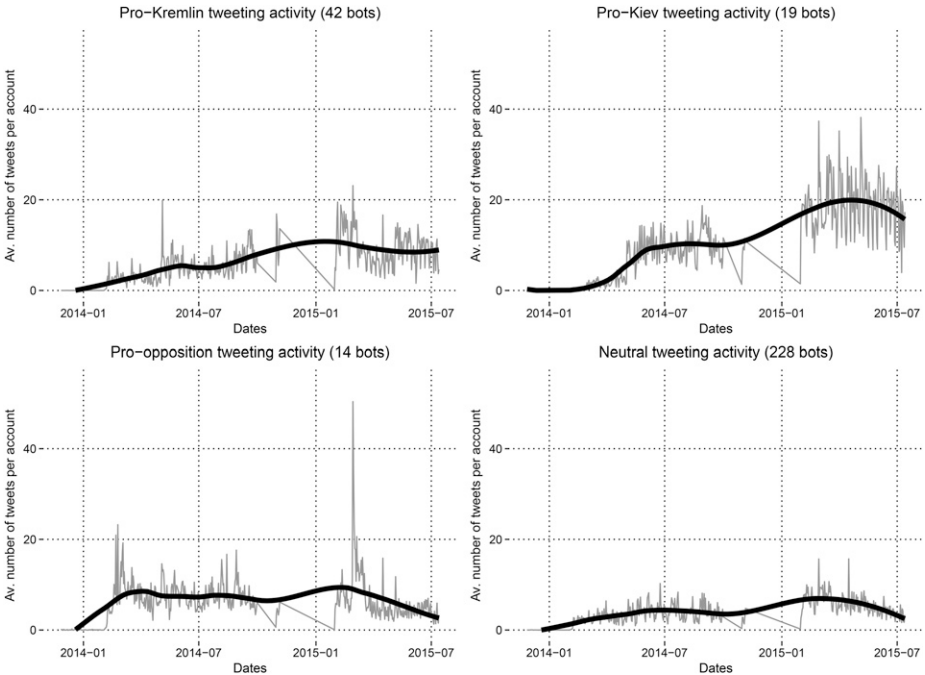 Pro−Kremlin tweeting activity (42 bots)
Av. number of tweets per account
40
20
0
2014−01 2014−07 2015−01 2015−07
Dates
Pro−Kiev tweeting activity (19 bots)
Av. number of tweets per account
40
20
0
2014−01 2014−07 2015−01 2015−07
Dates
Pro−opposition tweeting activity (14 bots)
Av. number of tweets per account
40
20
0
2014−01 2014−07 2015−01 2015−07
Dates
Neutral tweeting activity (228 bots)
Av. number of tweets per account
40
20
0
2014−01 2014−07 2015−01 2015−07
Dates